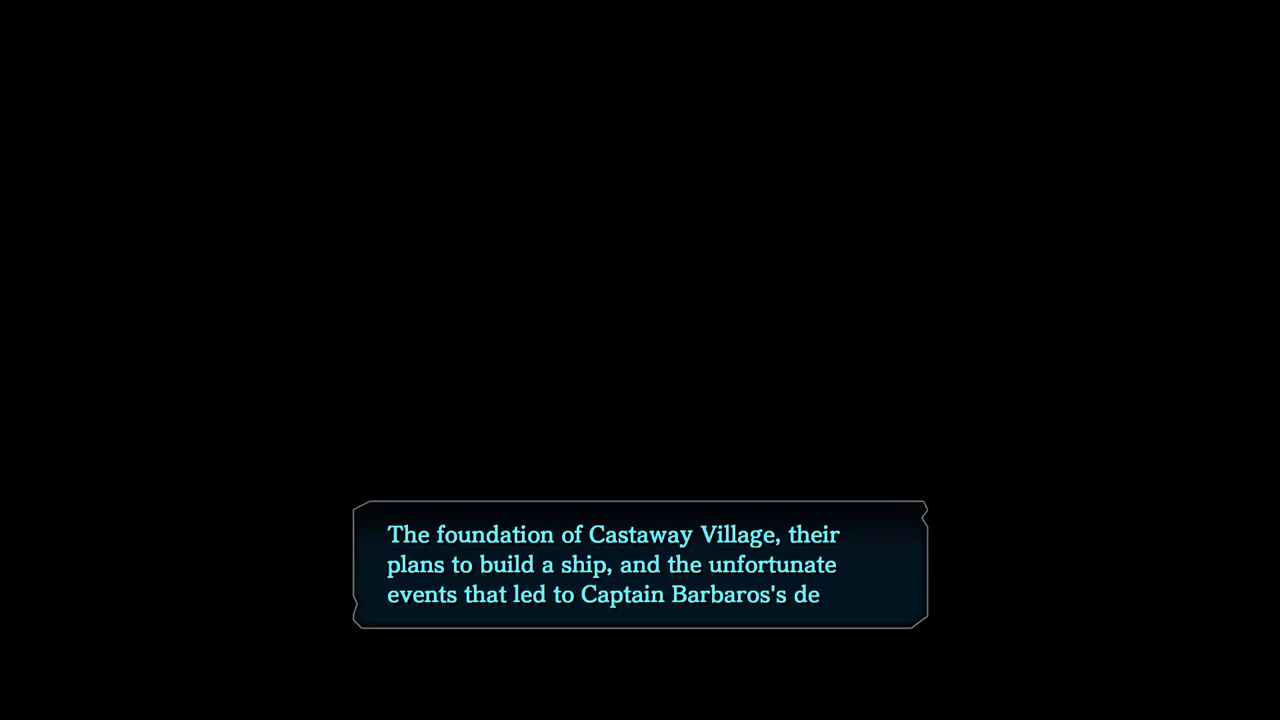 The foundation of Castaway Village, their
plans to build a ship, and the unfortunate
events that led to Captain Barbaros's de